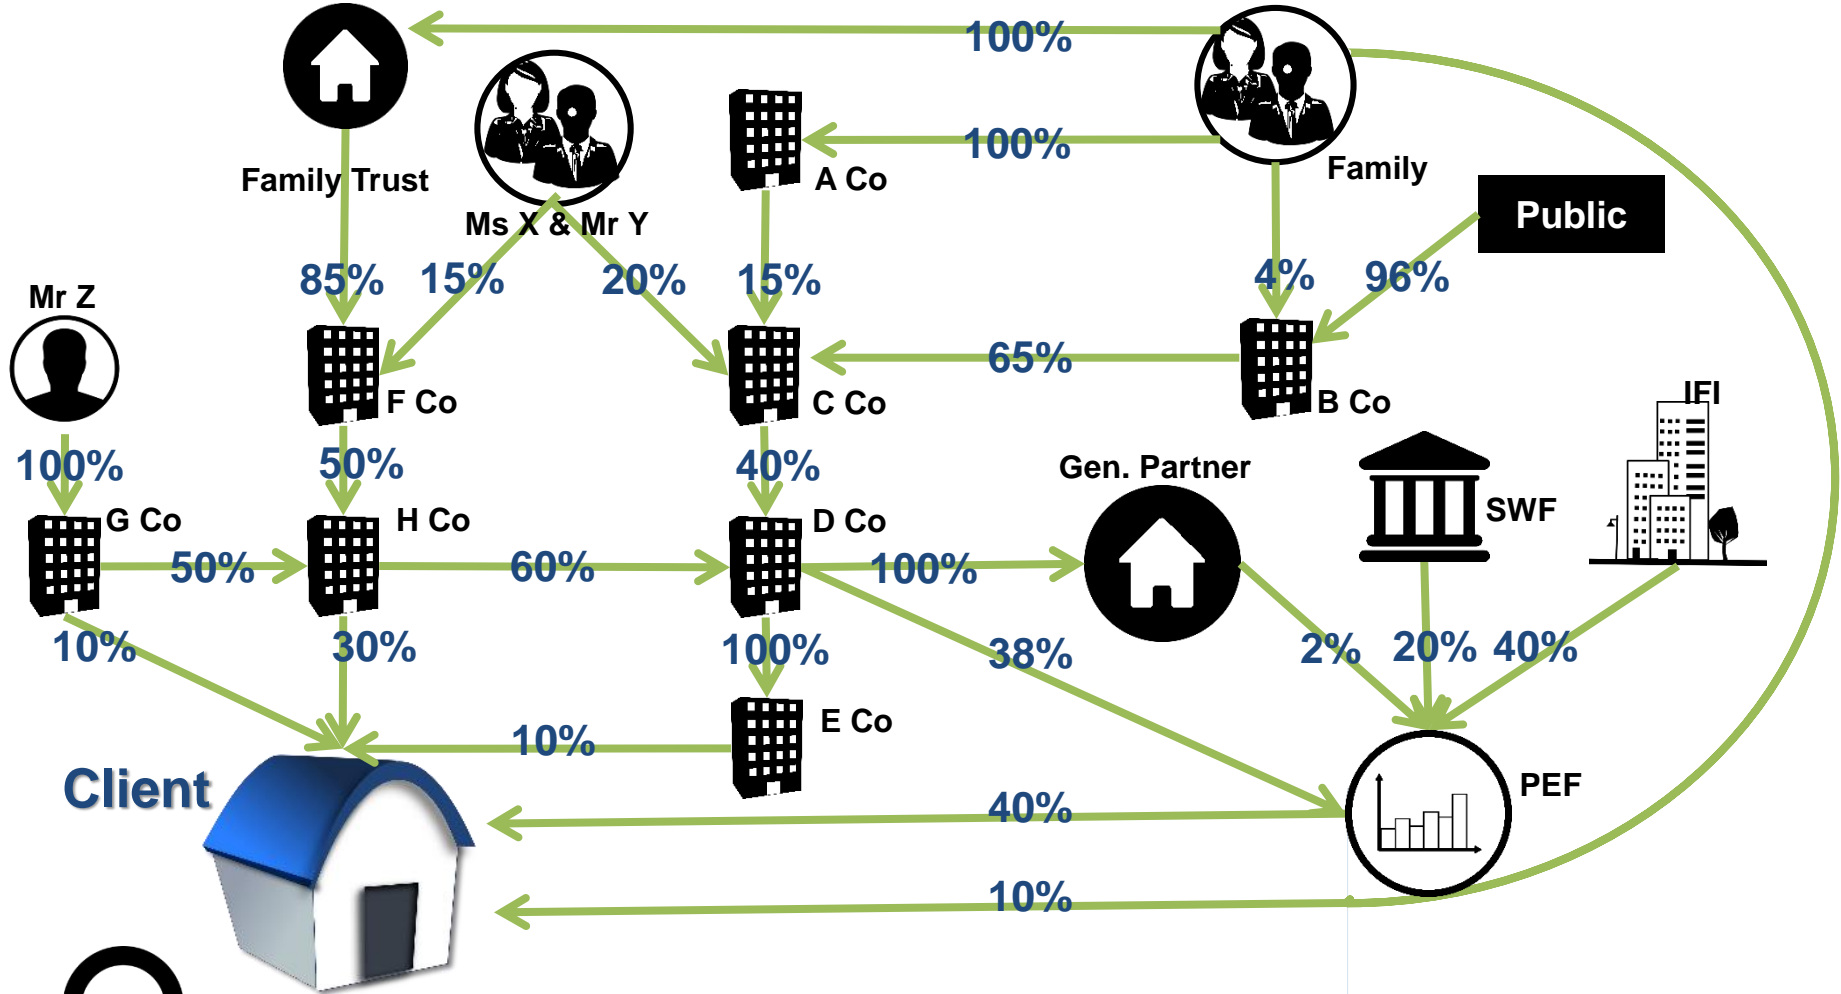 100%
Family Trust
Ms X & Mr Y
A Co
100%
Family
Public
Mr Z
85%
15%
20%
15%
4%
96%
F Co
C Co
65%
B Co
IFI
100%
50%
40%
Gen. Partner
SWF
G Co
H Co
D Co
50%
60%
100%
10%
30%
100%
38%
2%
20%
40%
E Co
10%
Client
PEF
40%
10%